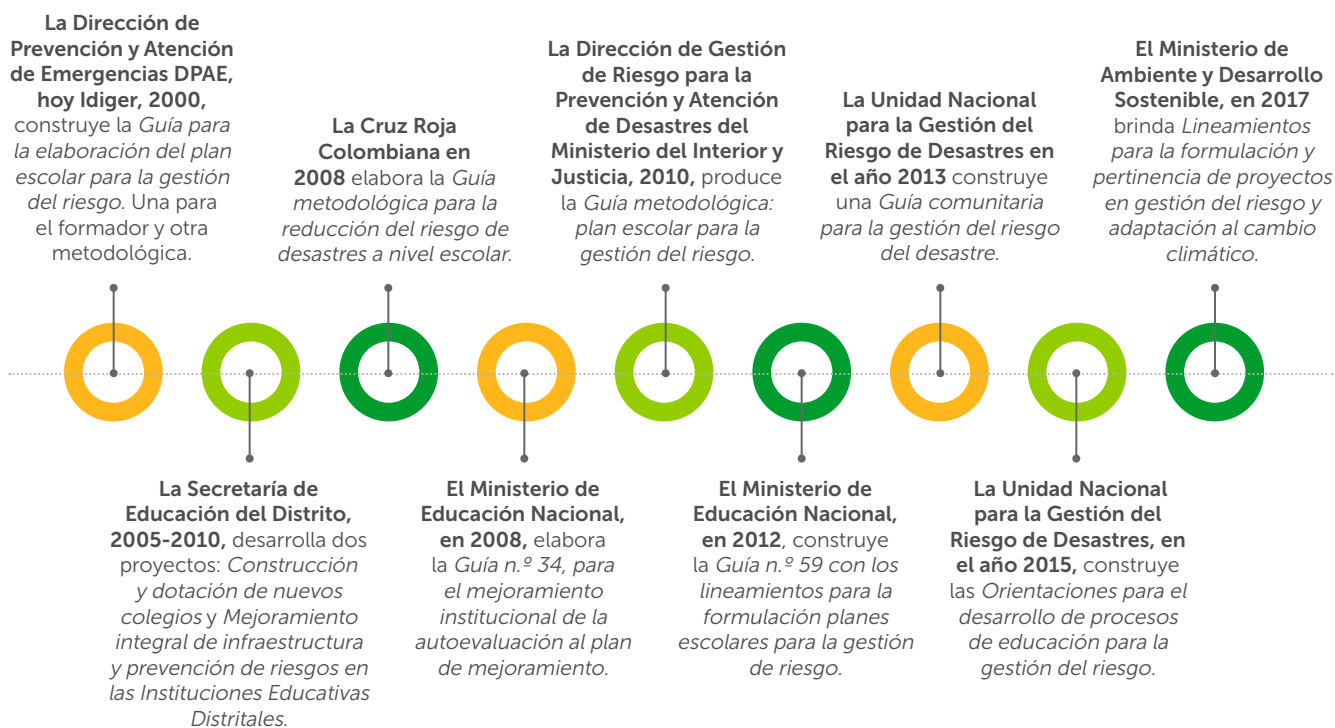 La Dirección de
Prevención y Atención
de Emergencias DPAE,
hoy Idiger, 2000,
construye la Guía para
la elaboración del plan
escolar para la gestión
del riesgo. Una para
el formador y otra
metodológica.
La Secretaría de
Educación del Distrito,
2005-2010, desarrolla dos
proyectos: Construcción
y dotación de nuevos
colegios y Mejoramiento
integral de infraestructura
y prevención de riesgos en
las Instituciones Educativas
Distritales.
La Cruz Roja
Colombiana en
2008 elabora la Guía
metodológica para la
reducción del riesgo de
desastres a nivel escolar.
El Ministerio de
Educación Nacional,
en 2008, elabora
la Guía n.º 34, para
el mejoramiento
institucional de la
autoevaluación al plan
de mejoramiento.
La Dirección de Gestión
de Riesgo para la
Prevención y Atención
de Desastres del
Ministerio del Interior y
Justicia, 2010, produce
la Guía metodológica:
plan escolar para la
gestión del riesgo.
El Ministerio de
Educación Nacional,
en 2012, construye
la Guía n.º 59 con los
lineamientos para la
formulación planes
escolares para la gestión
de riesgo.
La Unidad Nacional
para la Gestión del
Riesgo de Desastres en
el año 2013 construye
una Guía comunitaria
para la gestión del riesgo
del desastre.
La Unidad Nacional
para la Gestión del
Riesgo de Desastres, en
el año 2015, construye
las Orientaciones para el
desarrollo de procesos
de educación para la
gestión del riesgo.
El Ministerio de
Ambiente y Desarrollo
Sostenible, en 2017
brinda Lineamientos
para la formulación y
pertinencia de proyectos
en gestión del riesgo y
adaptación al cambio
climático.